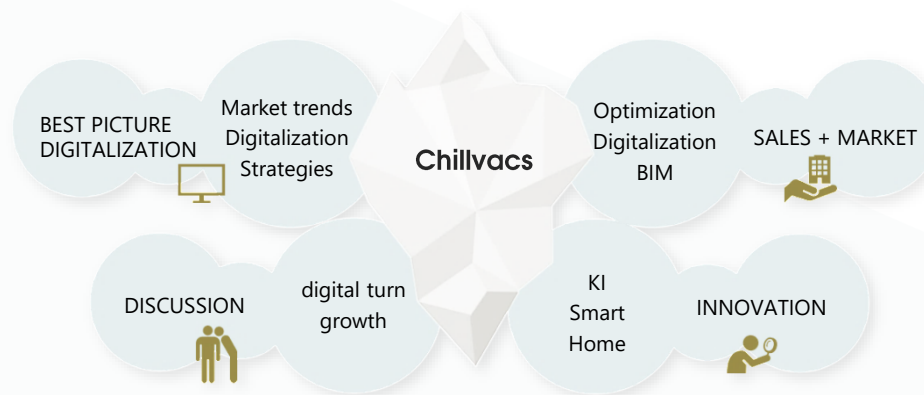 BEST PICTURE
DIGITALIZATION
Market trends
Digitalization
Strategies
Chillvacs
Optimization
Digitalization
BIM
SALES + MARKET
DISCUSSION
digital turn
growth
KI
Smart
Home
INNOVATION